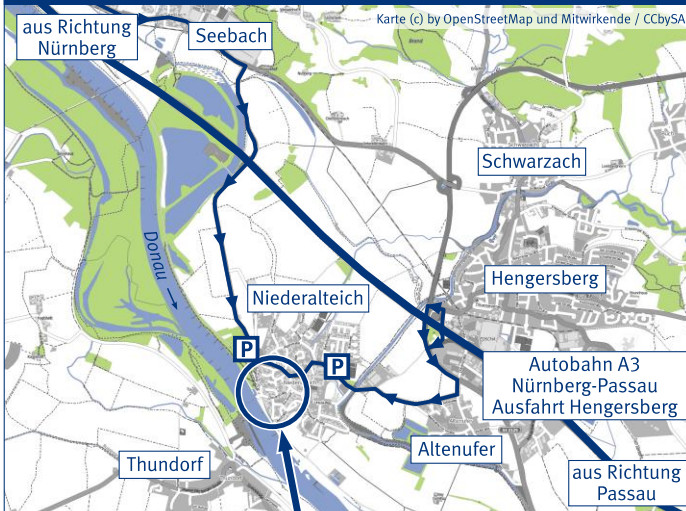 Karte (c) by OpenStreetMap und Mitwirkende / CCbySA
aus Richtung
Nürnberg
Seebach
Schwarzach
Donau
Hengersberg
Niederalteich
P
P
Autobahn A3
Nürnberg-Passau
Ausfahrt Hengersberg
Altenufer
Thundorf
aus Richtung
Passau